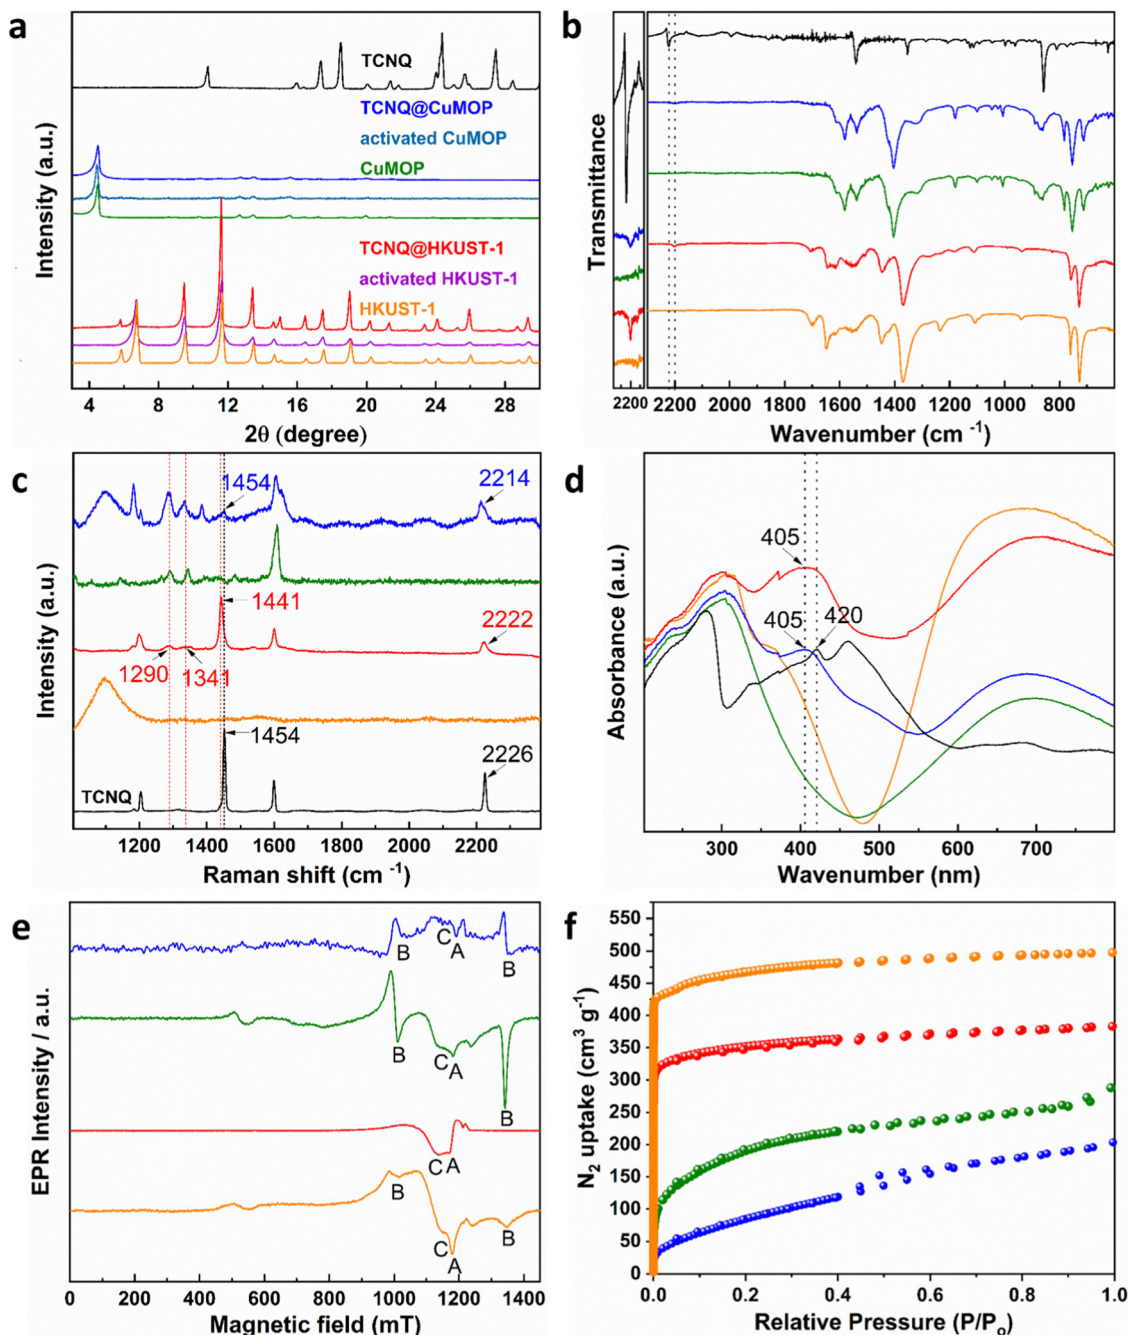 a
TCNQ
TCNQ@CuMOP
activated CuMOP
CuMOP
TCNQ@HKUST-1
activated HKUST-1
HKUST-1
Intensity (a.u.)
4 8 12 16 20 24 28
2θ (degree)
b
Transmittance
2200 2200 2000 1800 1600 1400 1200 1000 800
Wavenumber (cm -1)
c
1454
2214
1441
2222
1290
1341
1454
2226
TCNQ
Intensity (a.u.)
1200 1400 1600 1800 2000 2200
Raman shift (cm -1)
d
405
405
420
Absorbance (a.u.)
300 400 500 600 700
Wavenumber (nm)
e
B
C
A
B
B
C
A
B
C
A
B
C
A
B
EPR Intensity / a.u.
0 200 400 600 800 1000 1200 1400
Magnetic field (mT)
f
550
500
450
400
350
300
250
200
150
100
50
0
N2 uptake (cm3 g-1)
0.0 0.2 0.4 0.6 0.8 1.0
Relative Pressure (P/Po)